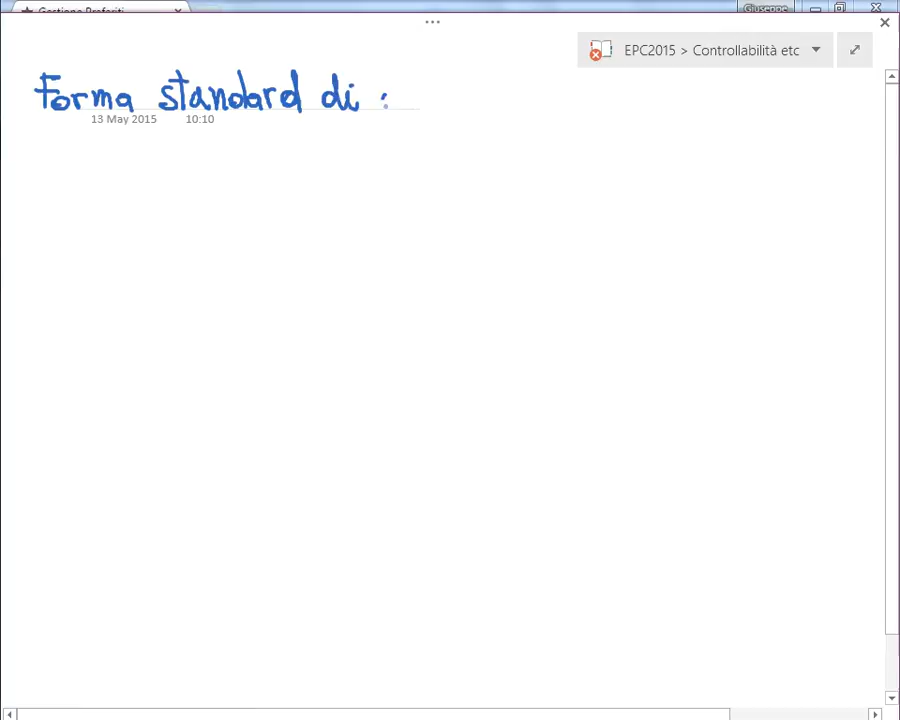 Gestione Preferiti
Giuseppe
EPC2015 > Controllabilità etc
Forma standard di
13 May 2015 10:10